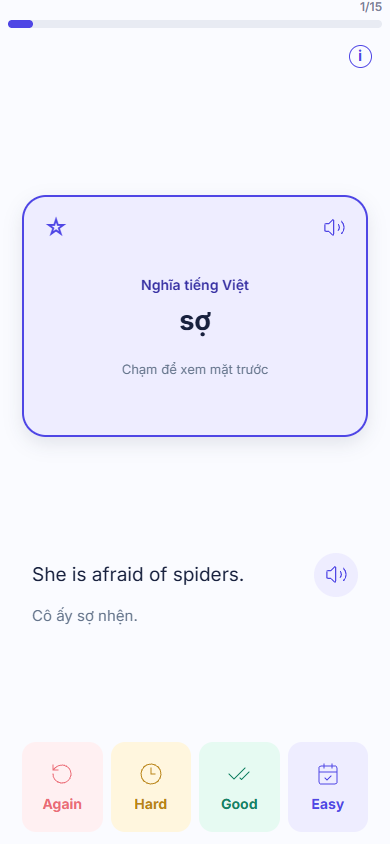 1/15
i
Nghĩa tiếng Việt
sợ
Chạm để xem mặt trước
She is afraid of spiders.
Cô ấy sợ nhện.
Again Hard Good Easy